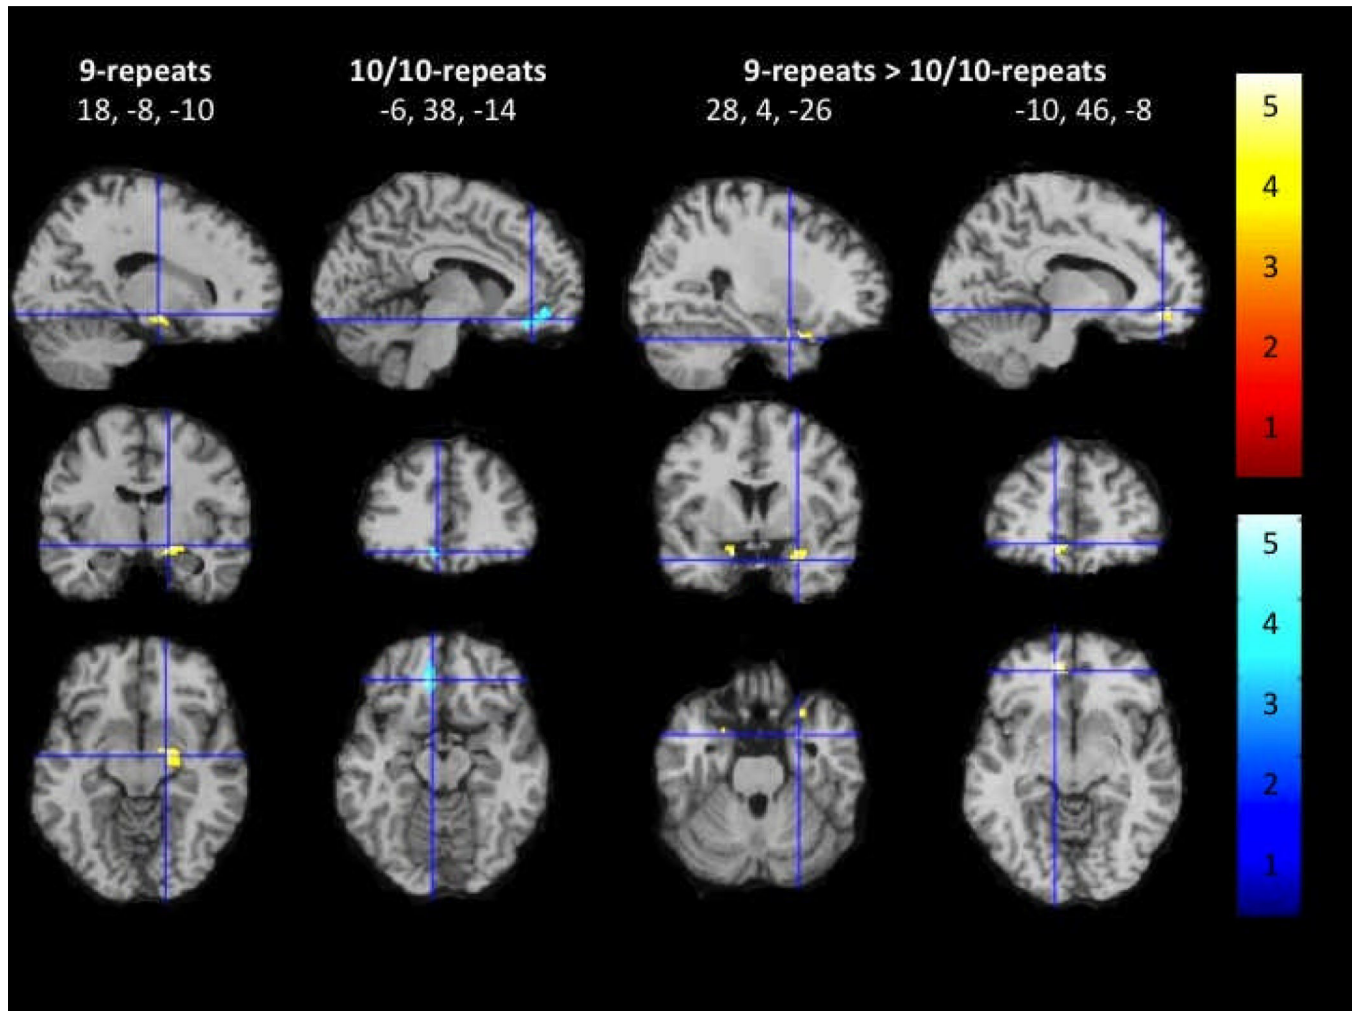 9-repeats
18, -8, -10
10/10-repeats
-6, 38, -14
9-repeats > 10/10-repeats
28, 4, -26
-10, 46, -8
5
4
3
2
1
5
4
3
2
1